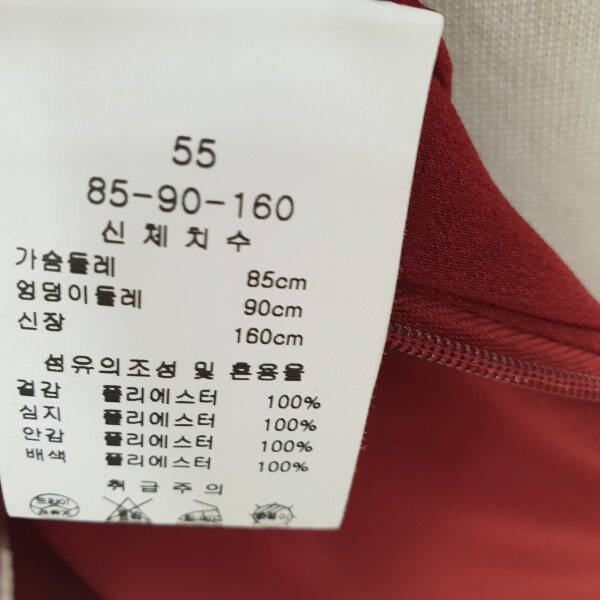 55
85-90-160
신체치수
가슴둘레 85cm
엉덩이둘레 90cm
신장 160cm
섬유의조성 및 혼용율
겉감 폴리에스터 100%
심지 폴리에스터 100%
안감 폴리에스터 100%
배색 폴리에스터 100%
취급주의
드라이